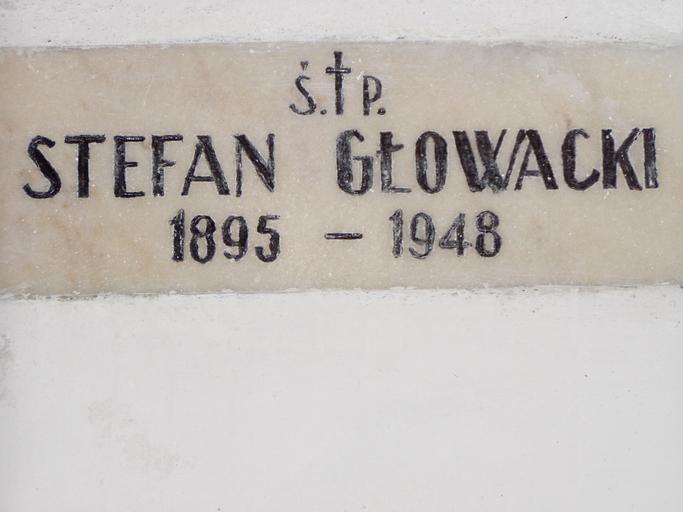 Ś.†P.
STEFAN GŁOWACKI
1895 – 1948